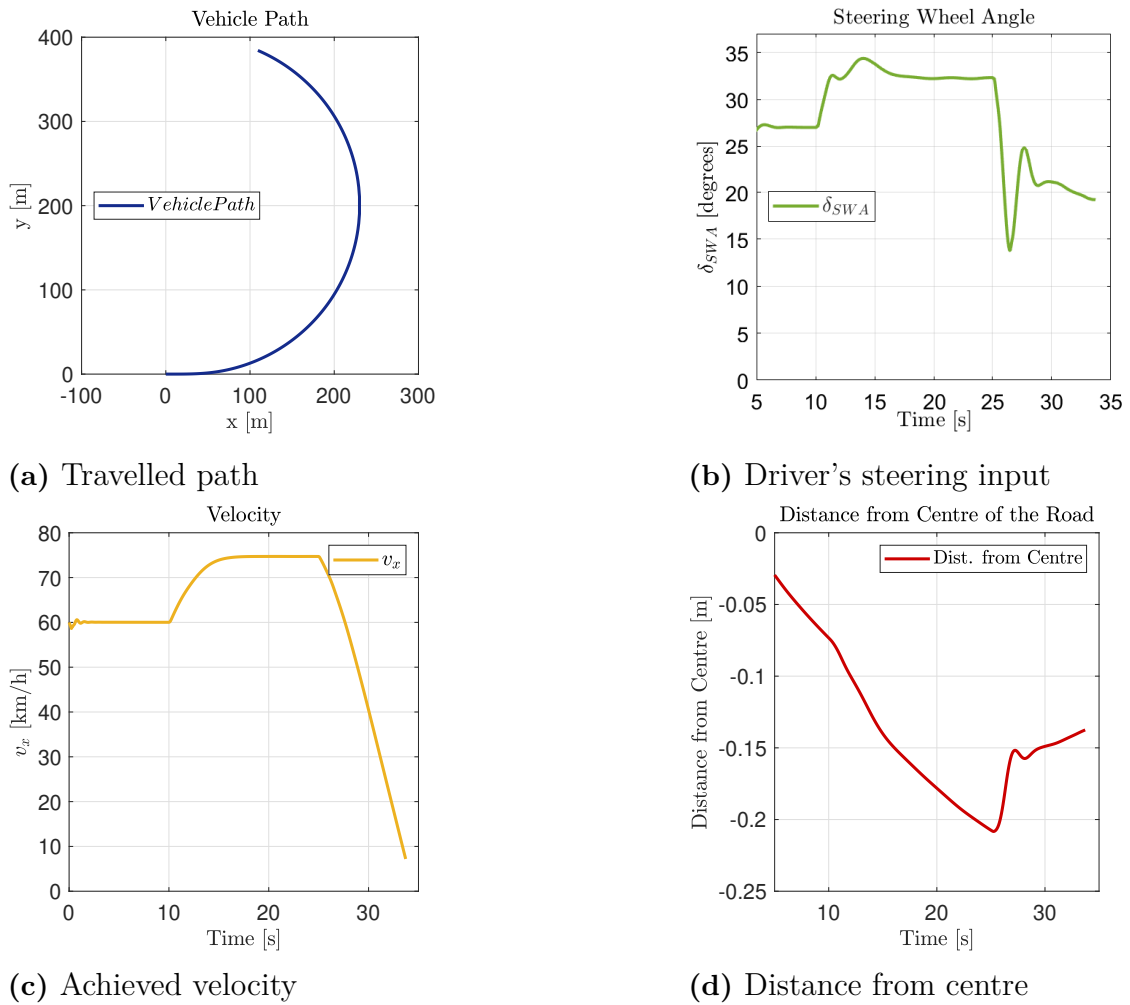 Vehicle Path
400
300
200
100
0
-100
0
100
200
300
y [m]
x [m]
VehiclePath
(a) Travelled path
Steering Wheel Angle
35
30
25
20
15
35
30
0
5
10
15
20
25
30
35
δSWA [degrees]
Time [s]
δSWA
(b) Driver's steering input
Velocity
80
70
60
50
40
30
20
10
0
0
10
20
30
vx [km/h]
Time [s]
vx
(c) Achieved velocity
Distance from Centre of the Road
0
-0.05
-0.1
-0.15
-0.2
-0.25
10
20
30
Distance from Centre [m]
Time [s]
Dist. from Centre
(d) Distance from centre